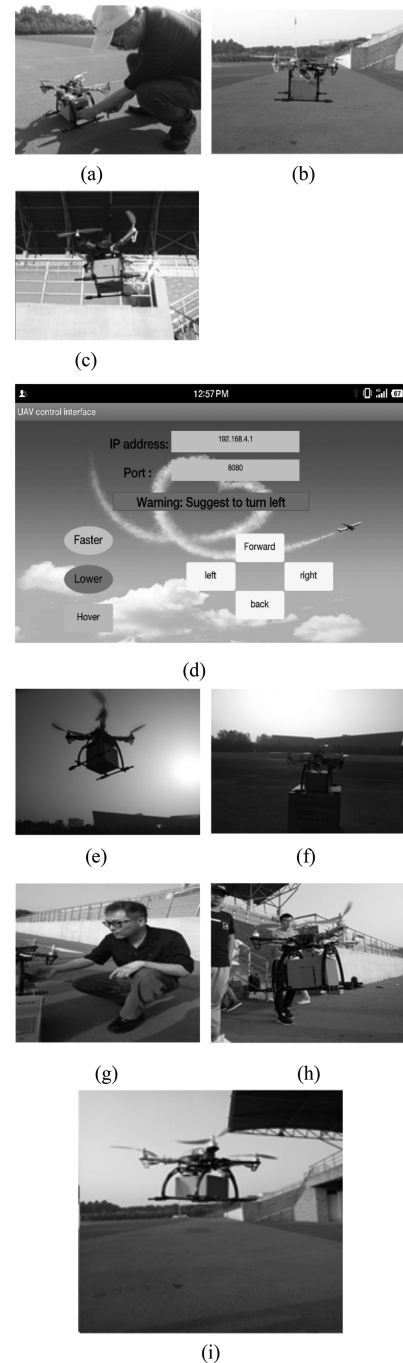 (a)
(b)
(c)
12:57 PM
67
UAV control interface
IP address:
192.168.4.1
Port :
8080
Warning: Suggest to turn left
Faster
Forward
Lower
left
right
Hover
back
(d)
(e)
(f)
(g)
(h)
(i)